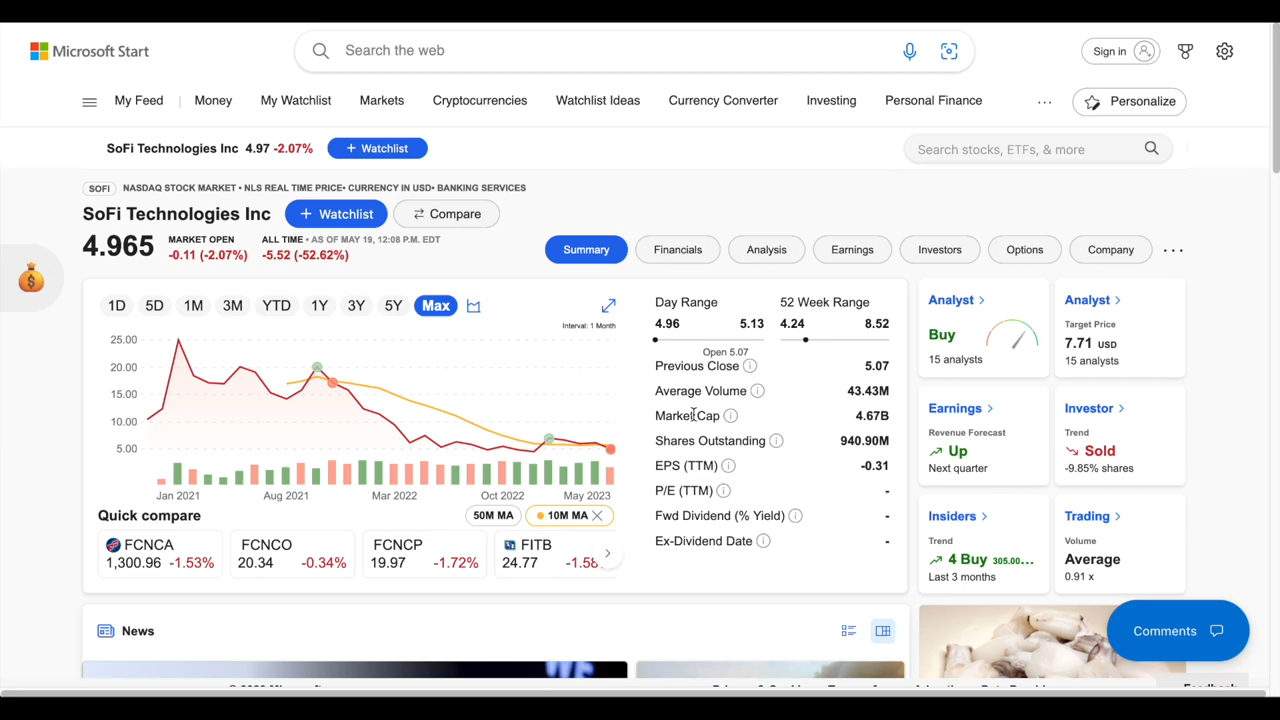 Microsoft Start
Search the web
Sign in
My Feed
Money
My Watchlist
Markets
Cryptocurrencies
Watchlist Ideas
Currency Converter
Investing
Personal Finance
...
Personalize
SoFi Technologies Inc 4.97 -2.07%
+ Watchlist
Search stocks, ETFs, & more
SOFI NASDAQ STOCK MARKET • NLS REAL TIME PRICE• CURRENCY IN USD• BANKING SERVICES
SoFi Technologies Inc
+ Watchlist
Compare
4.965
MARKET OPEN
-0.11 (-2.07%)
ALL TIME • AS OF MAY 19, 12:08 P.M. EDT
-5.52 (-52.62%)
Summary
Financials
Analysis
Earnings
Investors
Options
Company
...
1D 5D 1M 3M YTD 1Y 3Y 5Y Max
Interval: 1 Month
25.00
20.00
15.00
10.00
5.00
Jan 2021 Aug 2021 Mar 2022 Oct 2022 May 2023
Quick compare
50M MA
10M MA
FCNCA
1,300.96 -1.53%
FCNCO
20.34 -0.34%
FCNCP
19.97 -1.72%
FITB
24.77 -1.58
Day Range
4.96 5.13
Open 5.07
52 Week Range
4.24 8.52
Previous Close 5.07
Average Volume 43.43M
Market Cap 4.67B
Shares Outstanding 940.90M
EPS (TTM) -0.31
P/E (TTM) -
Fwd Dividend (% Yield) -
Ex-Dividend Date -
Analyst
Buy
15 analysts
Analyst
Target Price
7.71 USD
15 analysts
Earnings
Revenue Forecast
Up
Next quarter
Investor
Trend
Sold
-9.85% shares
Insiders
Trend
4 Buy 305.00...
Last 3 months
Trading
Volume
Average
0.91 x
News
Comments